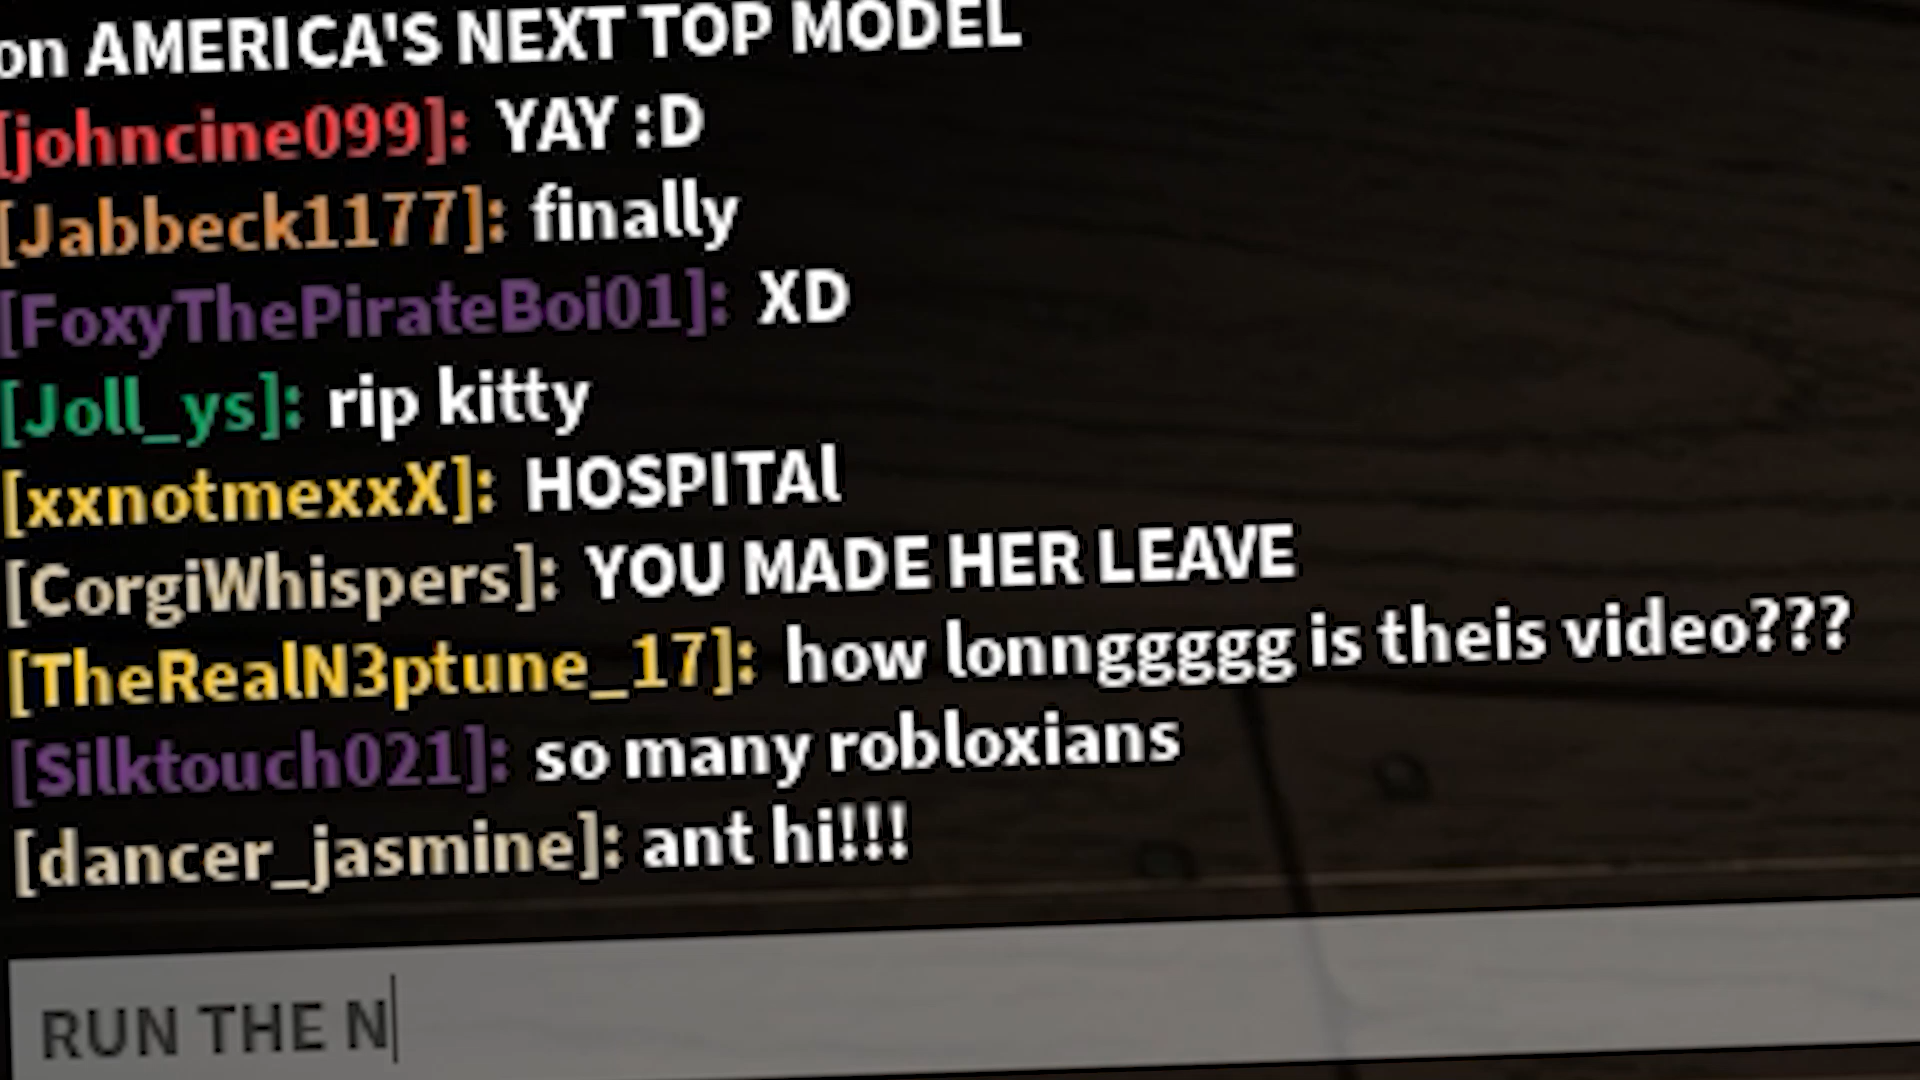 on AMERICA'S NEXT TOP MODEL
[johncine099]: YAY :D
[Jabbeck1177]: finally
[FoxyThePirateBoi01]: XD
[Joll_ys]: rip kitty
[xxnotmexxX]: HOSPITAl
[CorgiWhispers]: YOU MADE HER LEAVE
[TheRealN3ptune_17]: how lonnggggg is theis video???
[Silktouch021]: so many robloxians
[dancer_jasmine]: ant hi!!!
RUN THE N